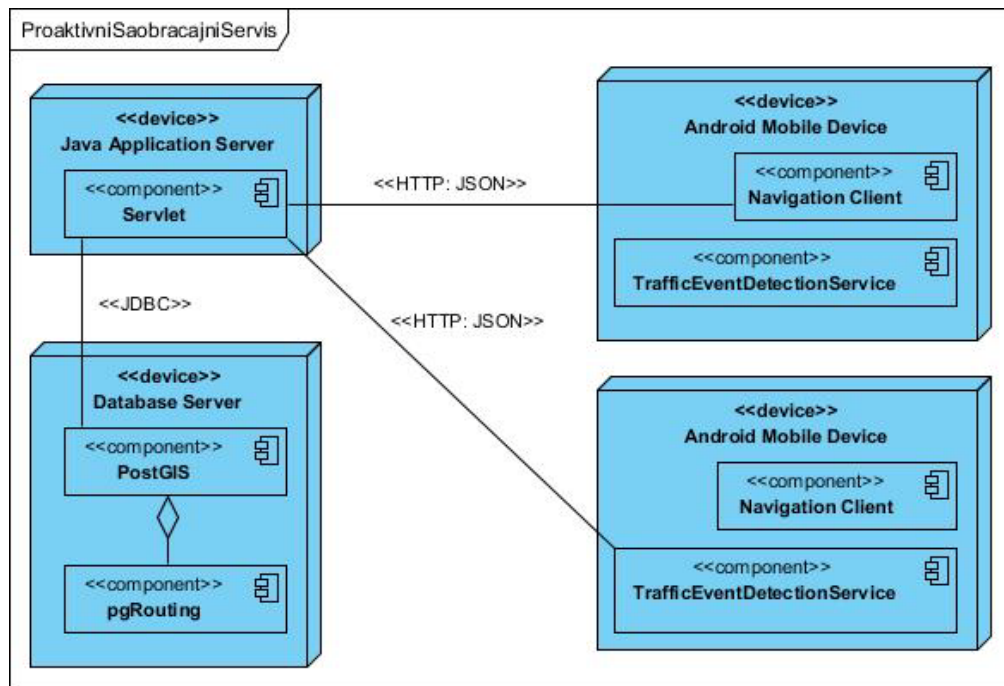 ProaktivniSaobracajniServis
<<device>>
Java Application Server
<<component>>
Servlet
<<HTTP: JSON>>
<<device>>
Android Mobile Device
<<component>>
Navigation Client
<<component>>
TrafficEventDetectionService
<<JDBC>>
<<HTTP: JSON>>
<<device>>
Database Server
<<component>>
PostGIS
<<component>>
pgRouting
<<device>>
Android Mobile Device
<<component>>
Navigation Client
<<component>>
TrafficEventDetectionService